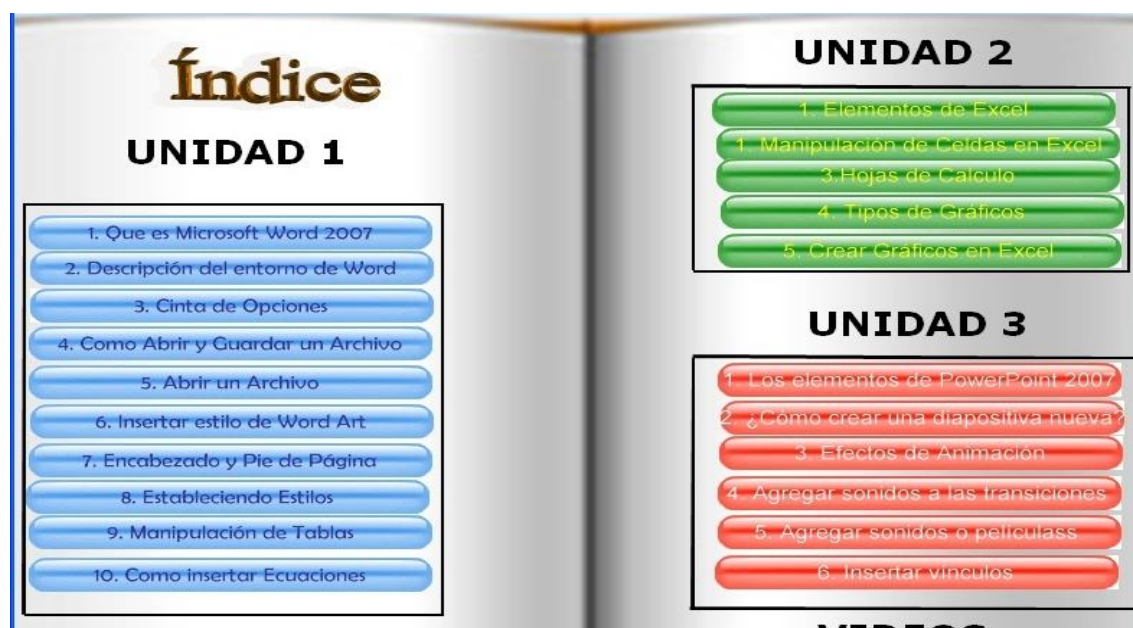 Índice
UNIDAD 1
1. Que es Microsoft Word 2007
2. Descripción del entorno de Word
3. Cinta de Opciones
4. Como Abrir y Guardar un Archivo
5. Abrir un Archivo
6. Insertar estilo de Word Art
7. Encabezado y Pie de Página
8. Estableciendo Estilos
9. Manipulación de Tablas
10. Como insertar Ecuaciones
UNIDAD 2
1. Elementos de Excel
1. Manipulación de Celdas en Excel
3.Hojas de Calculo
4. Tipos de Gráficos
5. Crear Gráficos en Excel
UNIDAD 3
1. Los elementos de PowerPoint 2007
2. ¿Cómo crear una diapositiva nueva?
3. Efectos de Animación
4. Agregar sonidos a las transiciones
5. Agregar sonidos o peliculass
6. Insertar vinculos
VIDEOS